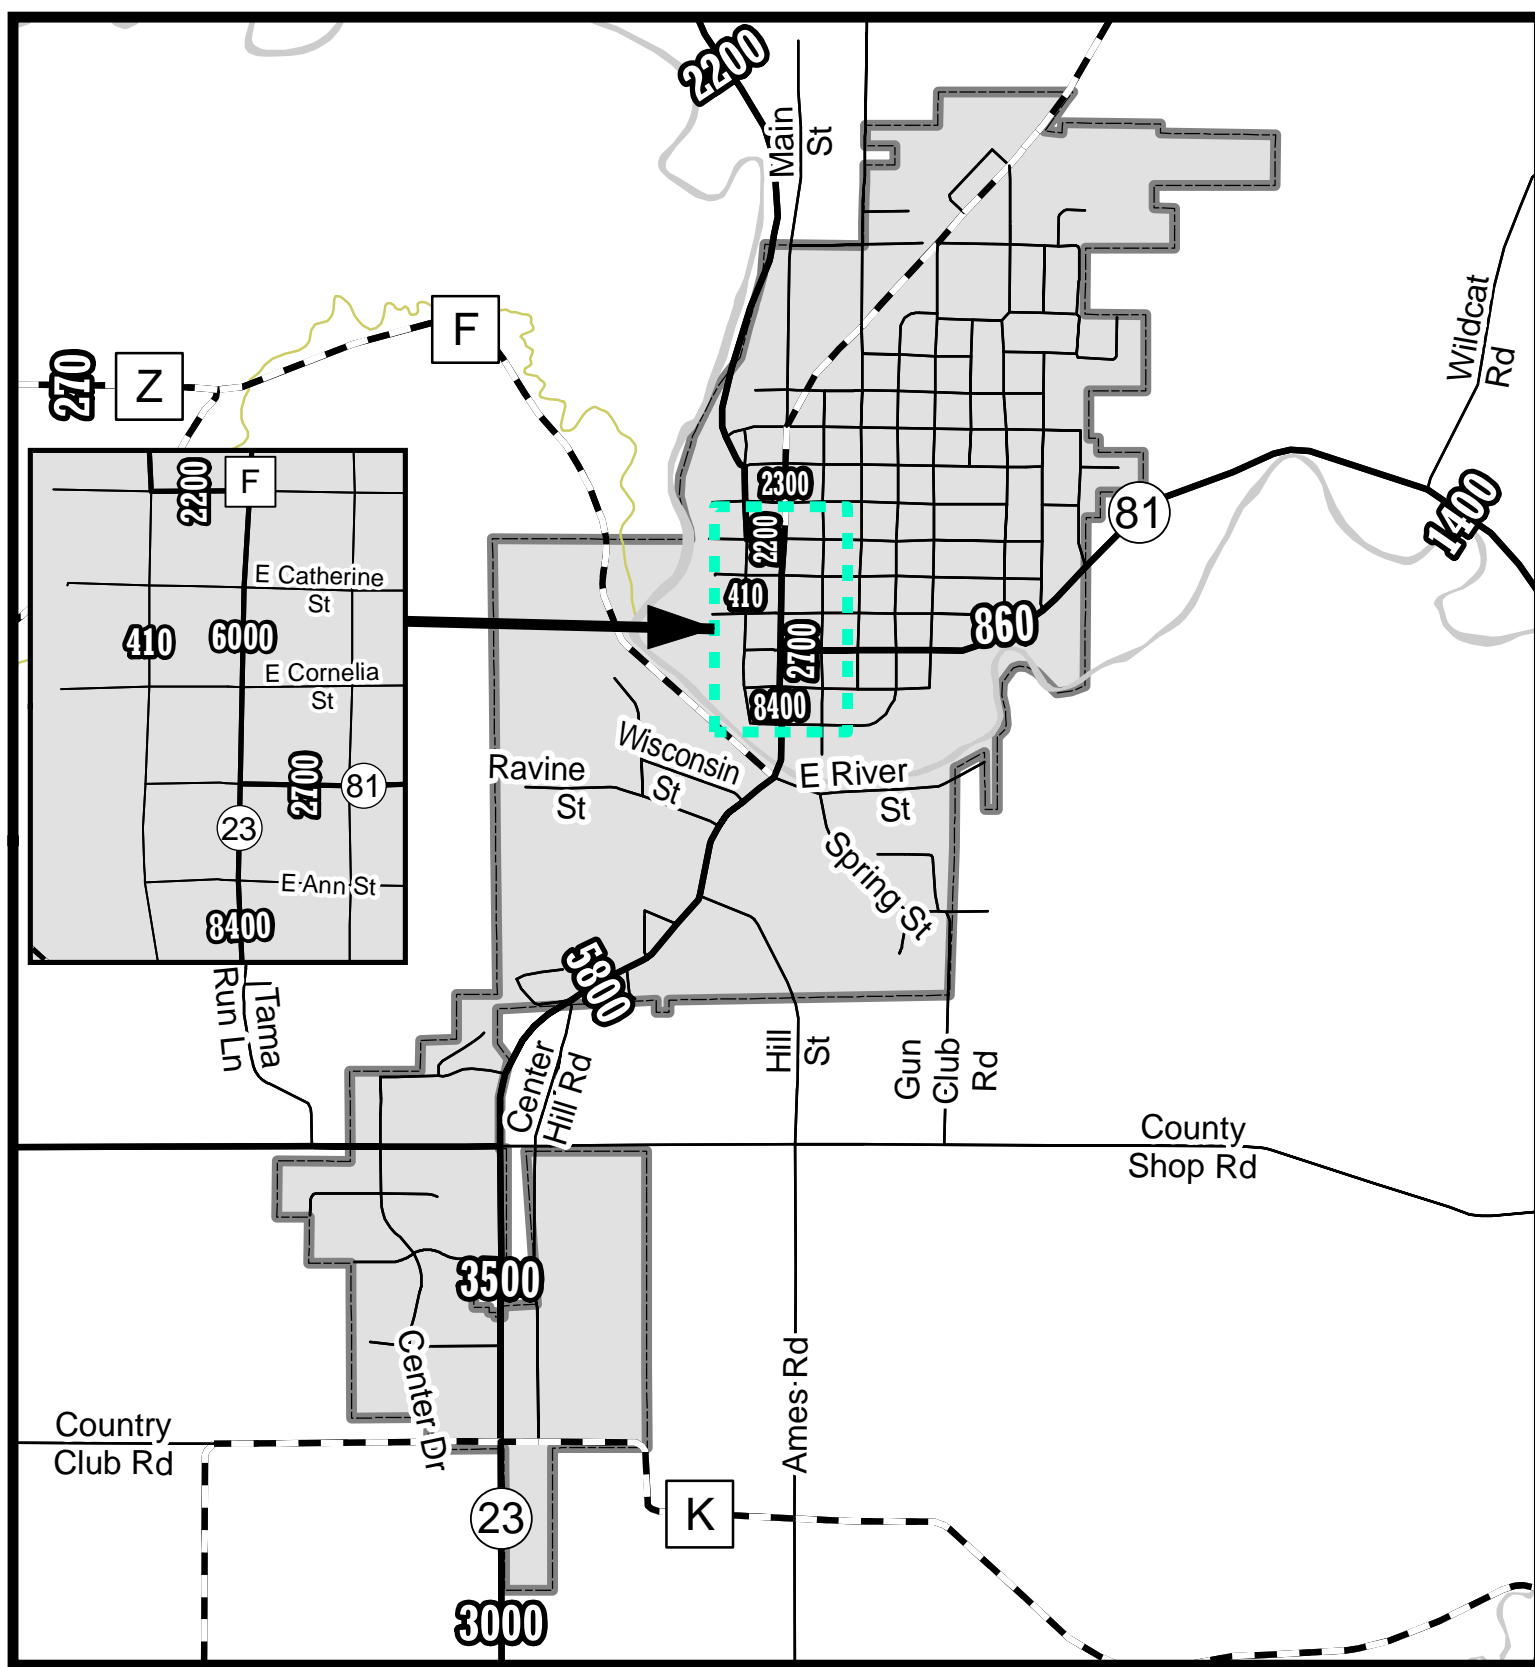 2200
Main
St
F
Z
270
Wildcat
Rd
2300
81
1400
2200
410
860
2700
8400
F
2200
E Catherine
St
410
6000
E Cornelia
St
2700
81
23
E Ann St
8400
Wisconsin
St
Ravine
St
E River
St
Spring St
5800
Tama
Run Ln
Center
Hill Rd
Hill
St
Gun
Club
Rd
County
Shop Rd
3500
Center Dr
Ames Rd
Country
Club Rd
23
K
3000